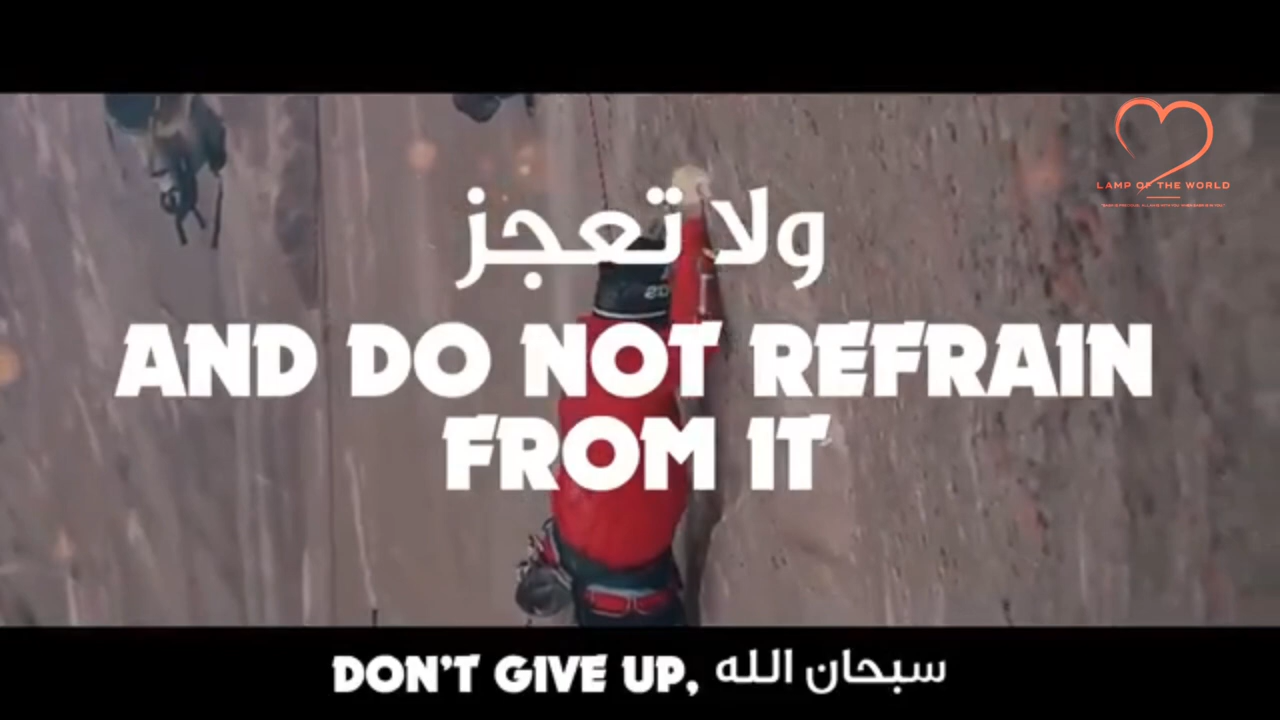 LAMP OF THE WORLD
ولا تعجز
AND DO NOT REFRAIN
FROM IT
DON'T GIVE UP, سبحان الله